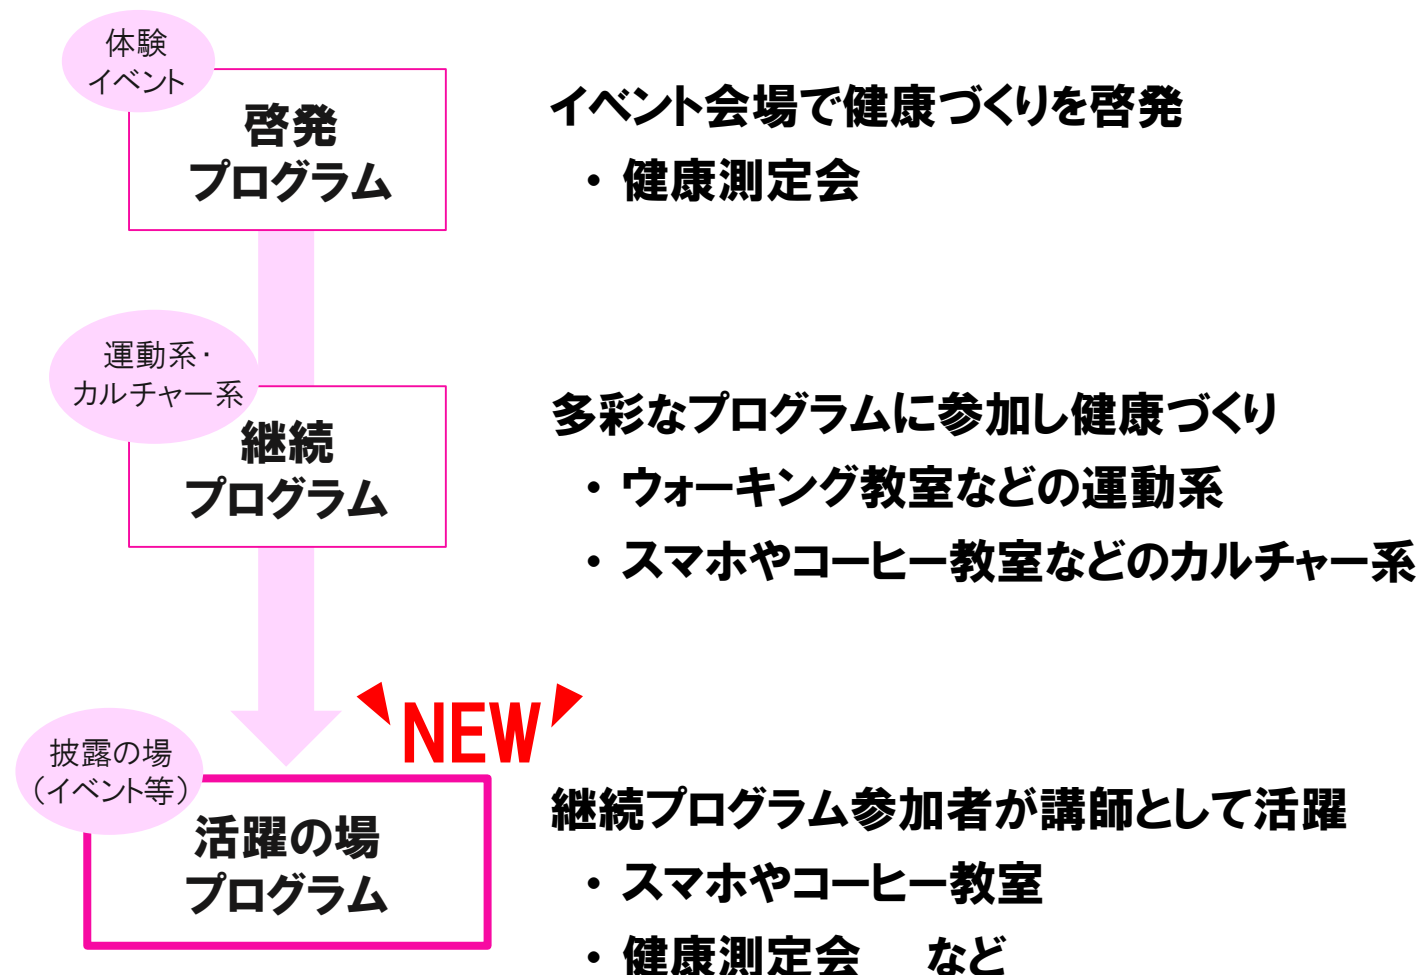 体験
イベント
啓発
プログラム
イベント会場で健康づくりを啓発
・ 健康測定会
運動系・
カルチャー系
継続
プログラム
多彩なプログラムに参加し健康づくり
・ ウォーキング教室などの運動系
・ スマホやコーヒー教室などのカルチャー系
NEW
披露の場
（イベント等）
活躍の場
プログラム
継続プログラム参加者が講師として活躍
・ スマホやコーヒー教室
・ 健康測定会　など